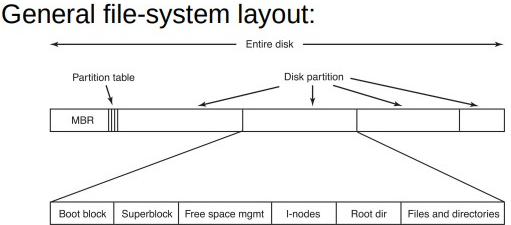 General file-system layout:
Entire disk
Partition table
Disk partition
MBR
Boot block
Superblock
Free space mgmt
I-nodes
Root dir
Files and directories